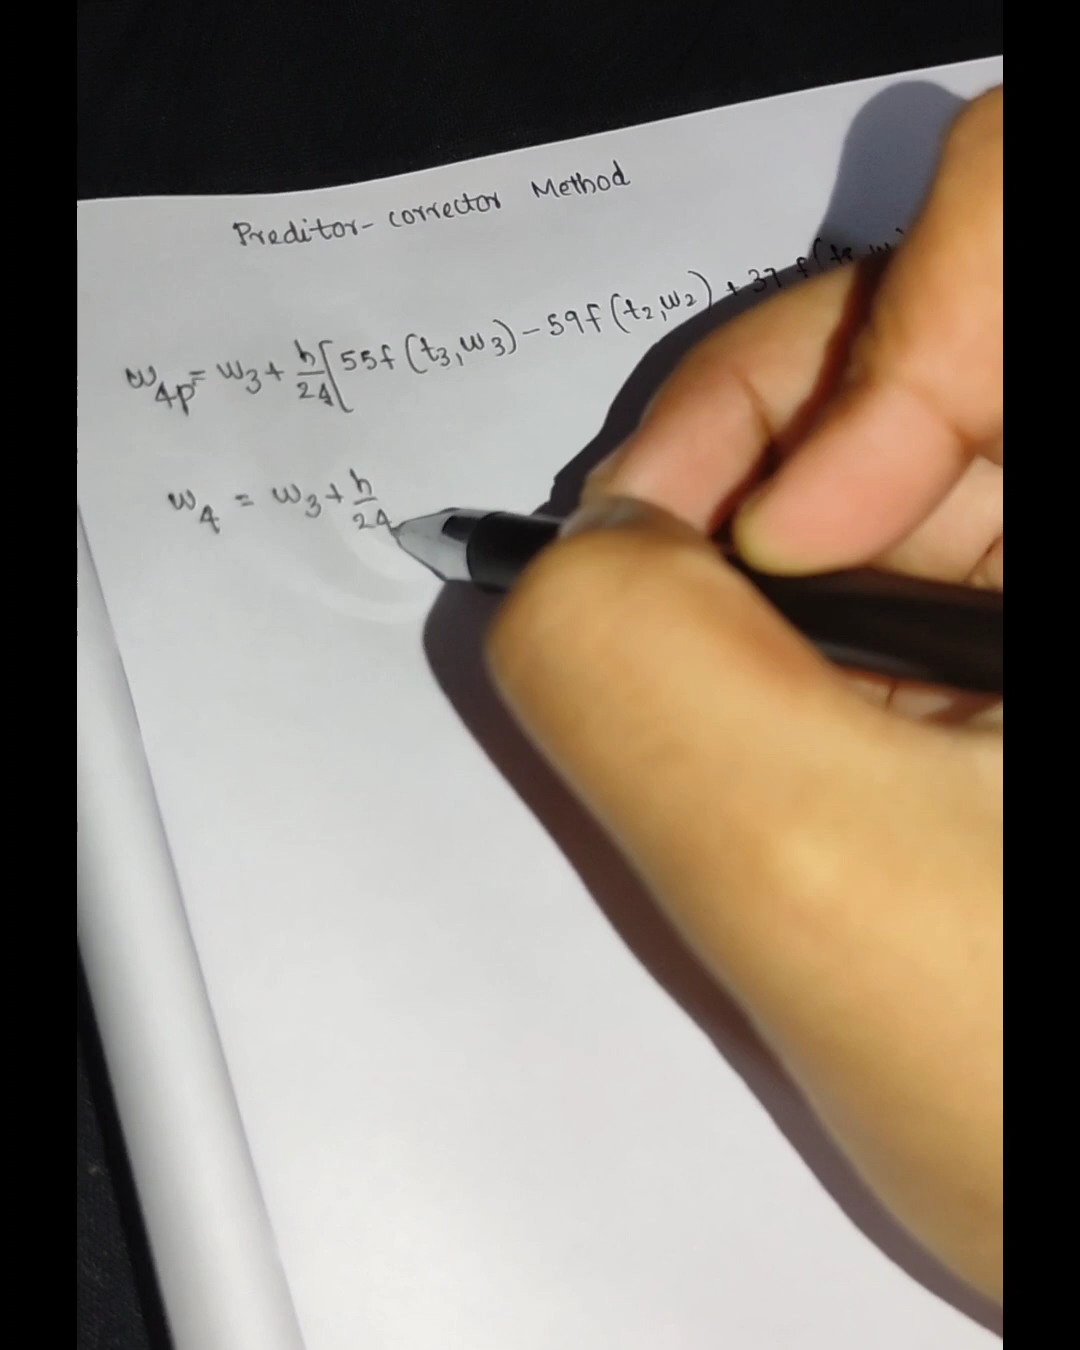 Preditor-corrector Method
w₄p = w₃ + h/24 [55f (t₃,w₃) - 59f (t₂,w₂) + 37 f(
w₄ = w₃ + h/24